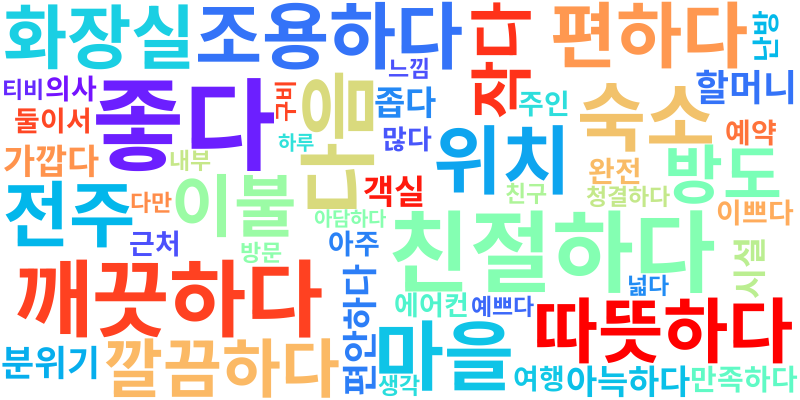 화장실
조용하다
작다
편하다
난방
느낌
티비
의사
좋다
구비
다음
좁다
주인
숙소
할머니
둘이서
하루
많다
위치
예약
가깝다
내부
객실
완전
방도
전주
다만
이불
친구
청결하다
이쁘다
아담하다
근처
방문
아주
친절하다
시설
깨끗하다
편안하다
에어컨
예쁘다
넓다
따뜻하다
분위기
깔끔하다
마을
생각
여행
아늑하다
만족하다